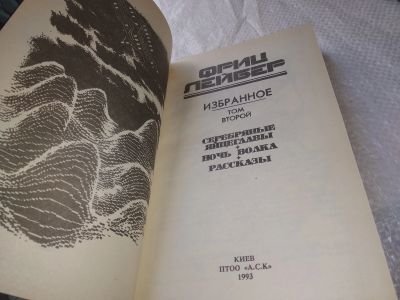 ФРИЦ
ЛЕЙБЕР
ИЗБРАННОЕ
ТОМ
ВТОРОЙ
СЕРЕБРЯНЫЕ
ЯЙЦЕГЛАВЫ
НОЧЬ ВОЛКА
РАССКАЗЫ
КИЕВ
ПТОО «А.С.К»
1993